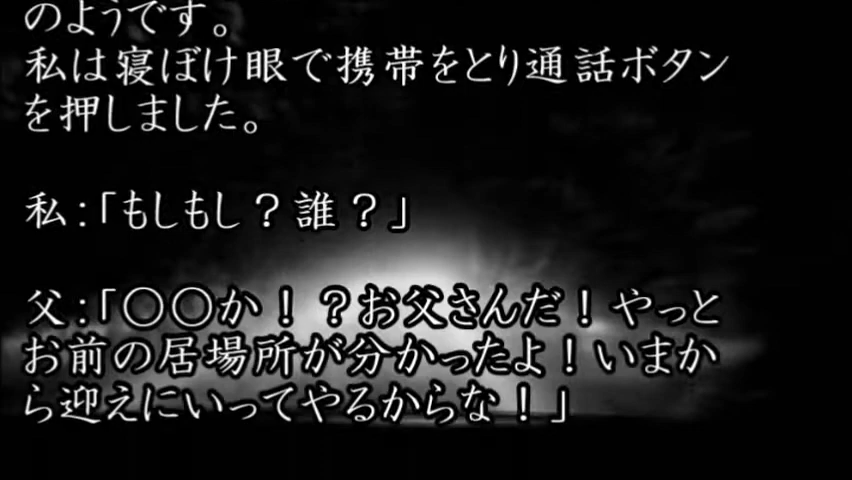 のようです。
私は寝ぼけ眼で携帯をとり通話ボタン
を押しました。
私：「もしもし？誰？」
父：「○○か！？お父さんだ！やっと
お前の居場所が分かったよ！いまか
ら迎えにいってやるからな！」